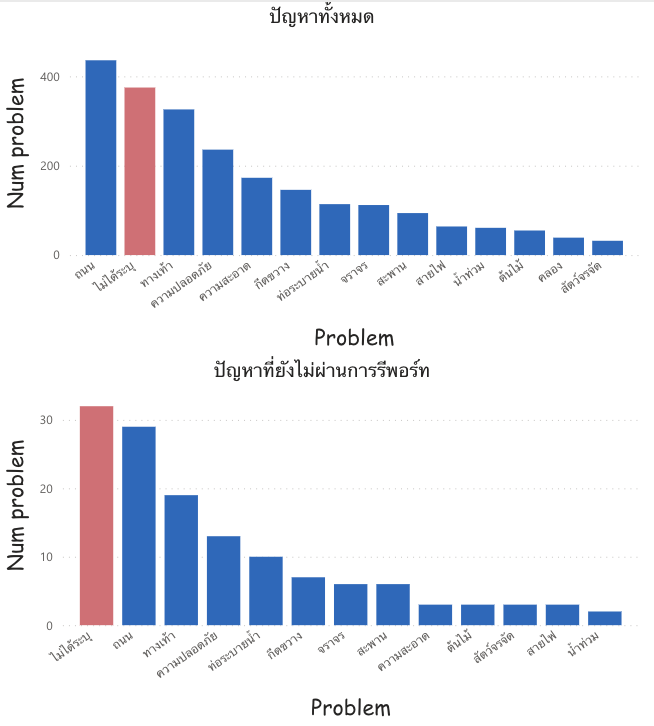 ปัญหาทั้งหมด
Num problem
400
200
0
ถนน
ไม่ได้ระบุ
ทางเท้า
ความปลอดภัย
ความสะอาด
กีดขวาง
ท่อระบายน้ำ
จราจร
สะพาน
สายไฟ
น้ำท่วม
ต้นไม้
คลอง
สัตว์จรจัด
Problem
ปัญหาที่ยังไม่ผ่านการรีพอร์ท
Num problem
30
20
10
0
ไม่ได้ระบุ
ถนน
ทางเท้า
ความปลอดภัย
ท่อระบายน้ำ
กีดขวาง
จราจร
สะพาน
ความสะอาด
ต้นไม้
สัตว์จรจัด
สายไฟ
น้ำท่วม
Problem